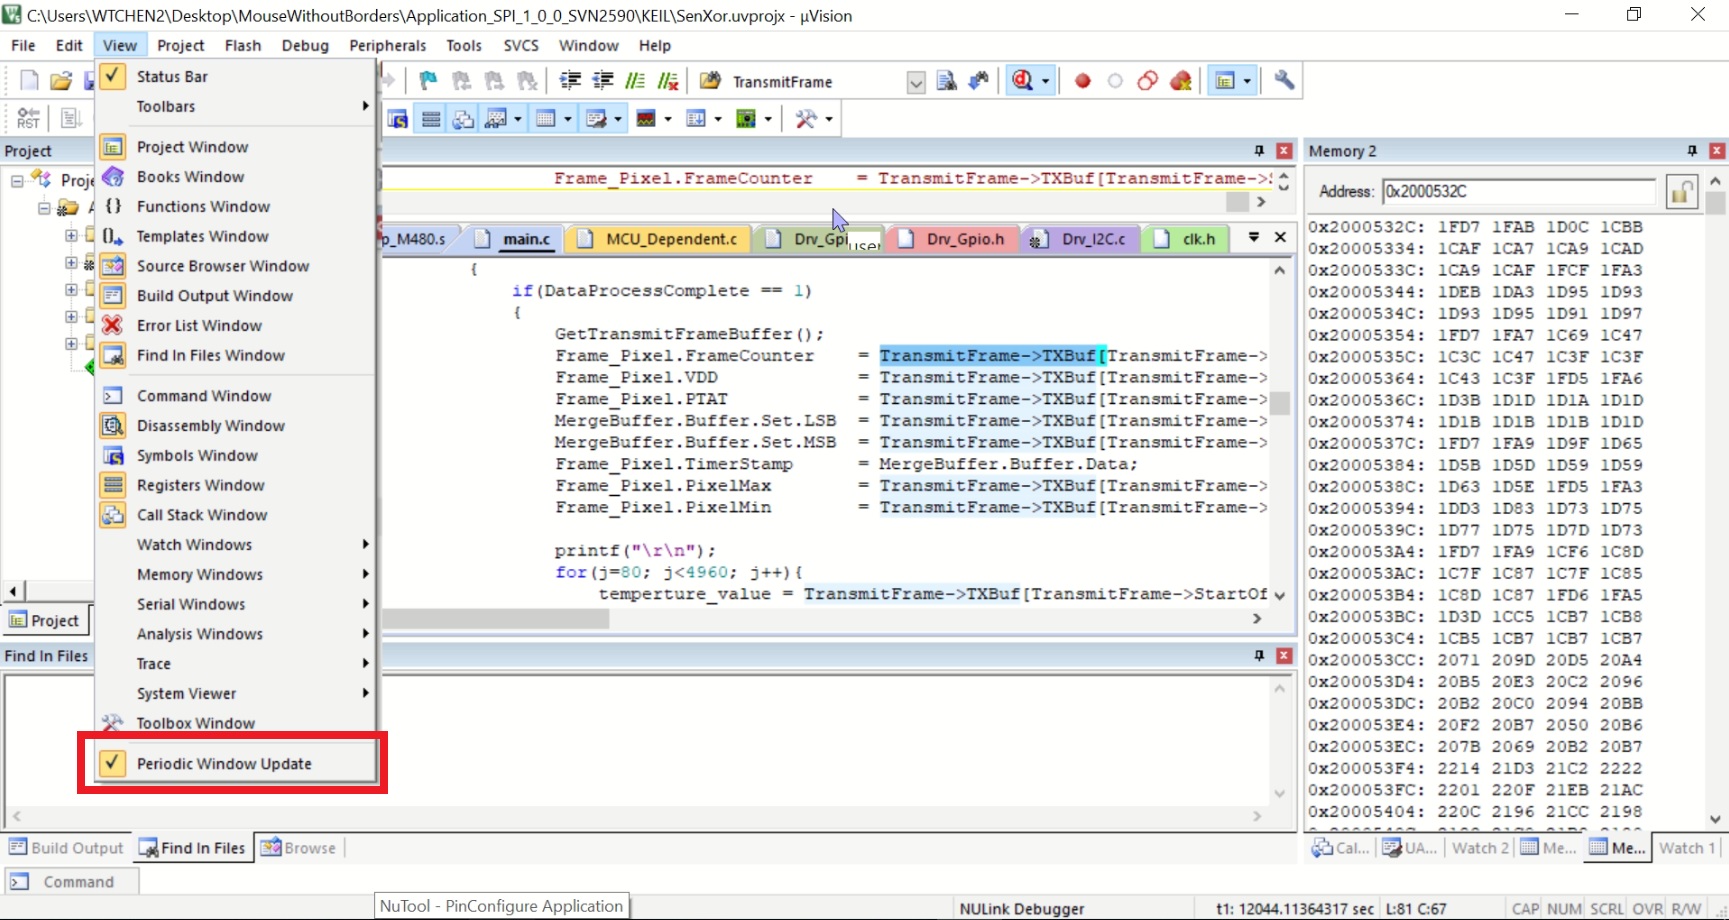 C:\Users\WTCHEN2\Desktop\MouseWithoutBorders\Application_SPI_1_0_0_SVN2590\KEIL\SenXor.uvprojx - µVision
File Edit View Project Flash Debug Peripherals Tools SVCS Window Help
TransmitFrame
RST
Status Bar
Toolbars
Project Window
Books Window
Functions Window
Templates Window
Source Browser Window
Build Output Window
Error List Window
Find In Files Window
Command Window
Disassembly Window
Symbols Window
Registers Window
Call Stack Window
Watch Windows
Memory Windows
Serial Windows
Analysis Windows
Trace
System Viewer
Toolbox Window
Periodic Window Update
Project
Proje
Project
Frame_Pixel.FrameCounter = TransmitFrame->TXBuf[TransmitFrame->
p_M480.s main.c MCU_Dependent.c Drv_Gpi Drv_Gpio.h Drv_I2C.c clk.h
user
{
if(DataProcessComplete == 1)
{
GetTransmitFrameBuffer();
Frame_Pixel.FrameCounter = TransmitFrame->TXBuf[TransmitFrame->
Frame_Pixel.VDD = TransmitFrame->TXBuf[TransmitFrame->
Frame_Pixel.PTAT = TransmitFrame->TXBuf[TransmitFrame->
MergeBuffer.Buffer.Set.LSB = TransmitFrame->TXBuf[TransmitFrame->
MergeBuffer.Buffer.Set.MSB = TransmitFrame->TXBuf[TransmitFrame->
Frame_Pixel.TimerStamp = MergeBuffer.Buffer.Data;
Frame_Pixel.PixelMax = TransmitFrame->TXBuf[TransmitFrame->
Frame_Pixel.PixelMin = TransmitFrame->TXBuf[TransmitFrame->
printf("\r\n");
for(j=80; j<4960; j++){
temperture_value = TransmitFrame->TXBuf[TransmitFrame->StartOf
Memory 2
Address: 0x2000532C
0x2000532C: 1FD7 1FAB 1D0C 1CBB
0x20005334: 1CAF 1CA7 1CA9 1CAD
0x2000533C: 1CA9 1CAF 1FCF 1FA3
0x20005344: 1DEB 1DA3 1D95 1D93
0x2000534C: 1D93 1D95 1D91 1D97
0x20005354: 1FD7 1FA7 1C69 1C47
0x2000535C: 1C3C 1C47 1C3F 1C3F
0x20005364: 1C43 1C3F 1FD5 1FA6
0x2000536C: 1D3B 1D1D 1D1A 1D1D
0x20005374: 1D1B 1D1B 1D1B 1D1D
0x2000537C: 1FD7 1FA9 1D9F 1D65
0x20005384: 1D5B 1D5D 1D59 1D59
0x2000538C: 1D63 1D5E 1FD5 1FA3
0x20005394: 1DD3 1D83 1D73 1D75
0x2000539C: 1D77 1D75 1D7D 1D73
0x200053A4: 1FD7 1FA9 1CF6 1C8D
0x200053AC: 1C7F 1C87 1C7F 1C85
0x200053B4: 1C8D 1C87 1FD6 1FA5
0x200053BC: 1D3D 1CC5 1CB7 1CB8
0x200053C4: 1CB5 1CB7 1CB7 1CB7
0x200053CC: 2071 209D 20D5 20A4
0x200053D4: 20B5 20E3 20C2 2096
0x200053DC: 20B2 20C0 2094 20BB
0x200053E4: 20F2 20B7 2050 20B6
0x200053EC: 207B 2069 20B2 20B7
0x200053F4: 2214 21D3 21C2 2222
0x200053FC: 2201 220F 21EB 21AC
0x20005404: 220C 2196 21CC 2198
Find In Files
Build Output Find In Files Browse
Cal... UA... Watch 2 Me... Me... Watch 1
Command
NuTool - PinConfigure Application
NULink Debugger t1: 12044.11364317 sec L:81 C:67 CAP NUM SCRL OVR R/W